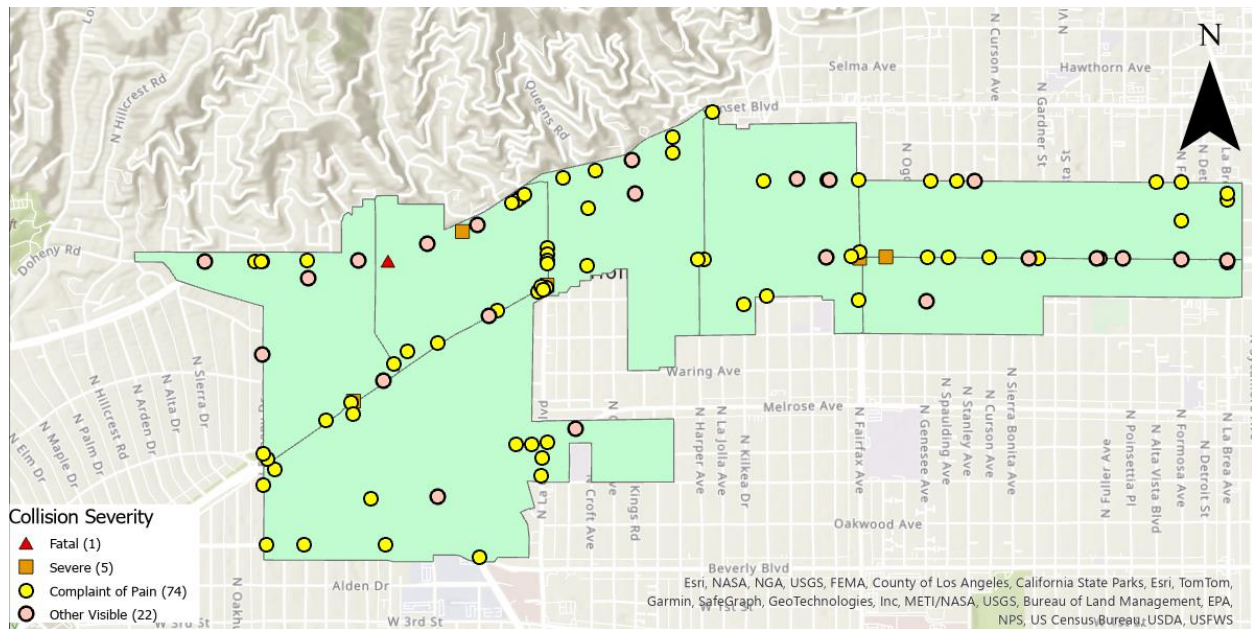 N Hillcrest Rd
Queens Rd
Selma Ave
Hawthorn Ave
N Curson Ave
N Gardner St
N
nset Blvd
Doheny Rd
N Sierra Dr
N Hillcrest Rd
N Arden Dr
N Alta Dr
N Palm Dr
N Maple Dr
N Elm Dr
Waring Ave
Melrose Ave
N Harper Ave
N La Jolla Ave
N Kilkea Dr
N Fairfax Ave
N Genesee Ave
N Spaulding Ave
N Stanley Ave
N Curson Ave
N Sierra Bonita Ave
N Fuller Ave
N Poinsettia Pl
N Alta Vista Blvd
N Formosa Ave
N Detroit St
N La Brea Ave
N Croft Ave
Kings Rd
Oakwood Ave
Beverly Blvd
Alden Dr
W 3rd St
W 3rd St
W 1st St
Collision Severity
Fatal (1)
Severe (5)
Complaint of Pain (74)
Other Visible (22)
Esri, NASA, NGA, USGS, FEMA, County of Los Angeles, California State Parks, Esri, TomTom,
Garmin, SafeGraph, GeoTechnologies, Inc, METI/NASA, USGS, Bureau of Land Management, EPA,
NPS, US Census Bureau, USDA, USFWS